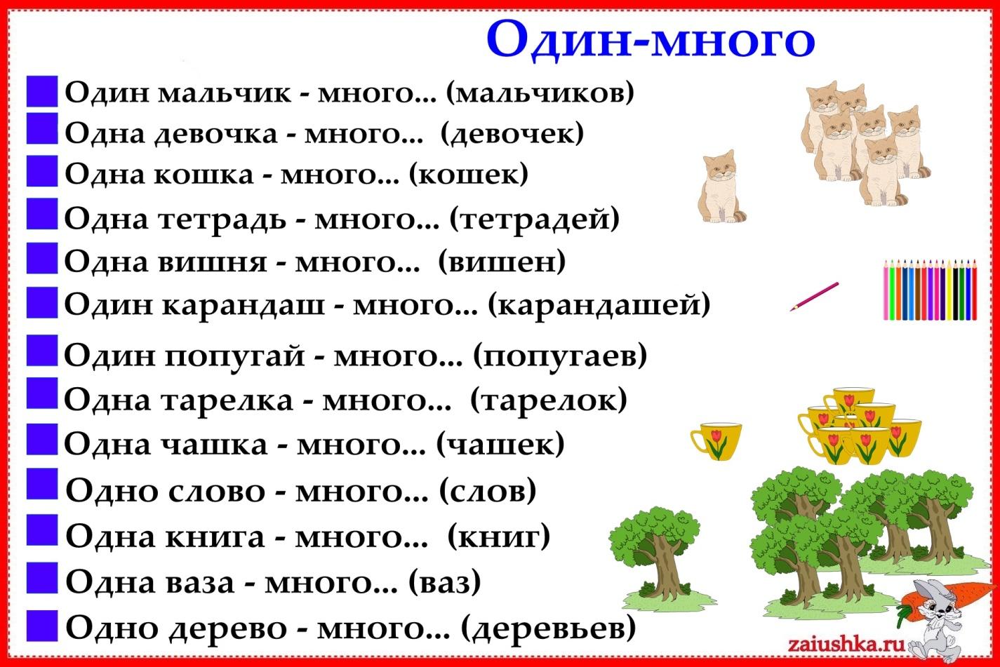 Один-много
Один мальчик - много... (мальчиков)
Одна девочка - много... (девочек)
Одна кошка - много... (кошек)
Одна тетрадь - много... (тетрадей)
Одна вишня - много... (вишен)
Один карандаш - много... (карандашей)
Один попугай - много... (попугаев)
Одна тарелка - много... (тарелок)
Одна чашка - много... (чашек)
Одно слово - много... (слов)
Одна книга - много... (книг)
Одна ваза - много... (ваз)
Одно дерево - много... (деревьев)
zaiushka.ru